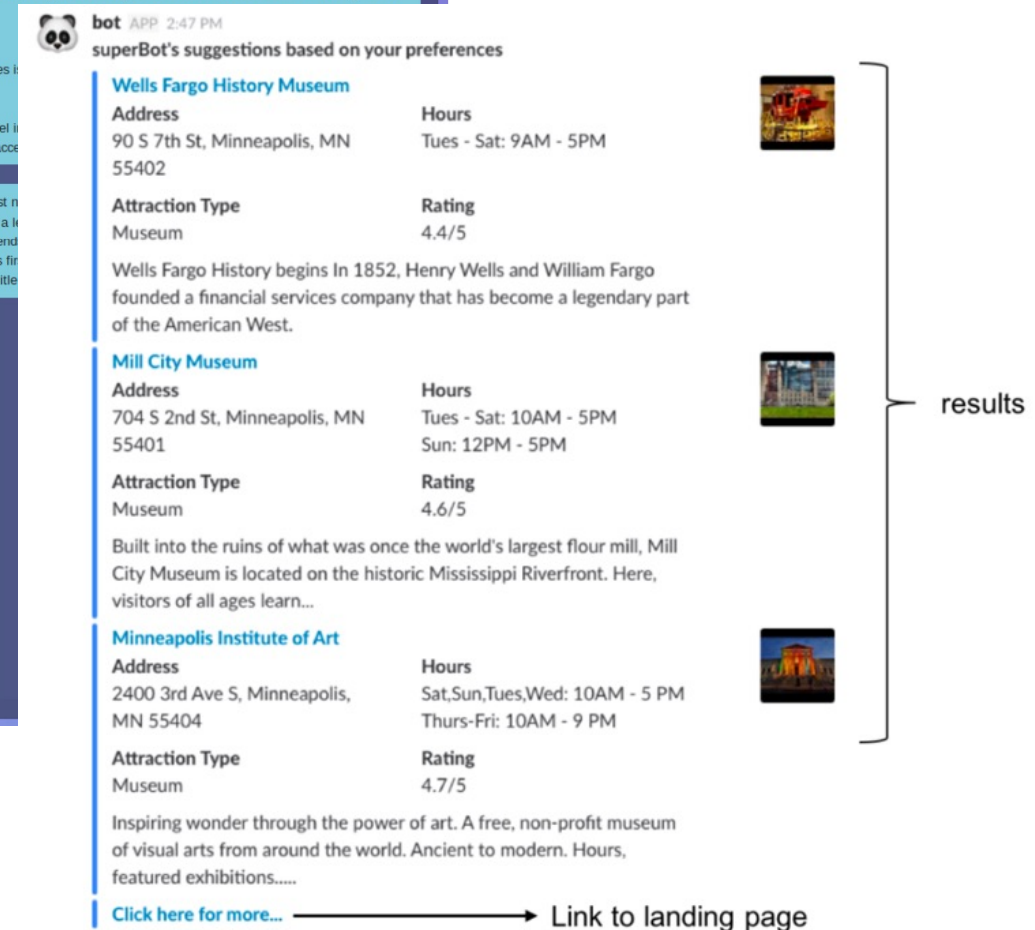 bot APP 2:47 PM
superBot's suggestions based on your preferences
Wells Fargo History Museum
Address
Hours
90 S 7th St, Minneapolis, MN
55402
Tues - Sat: 9AM - 5PM
Attraction Type
Rating
Museum
4.4/5
Wells Fargo History begins In 1852, Henry Wells and William Fargo
founded a financial services company that has become a legendary part
of the American West.
Mill City Museum
Address
Hours
704 S 2nd St, Minneapolis, MN
55401
Tues - Sat: 10AM - 5PM
Sun: 12PM - 5PM
Attraction Type
Rating
Museum
4.6/5
Built into the ruins of what was once the world's largest flour mill, Mill
City Museum is located on the historic Mississippi Riverfront. Here,
visitors of all ages learn...
Minneapolis Institute of Art
Address
Hours
2400 3rd Ave S, Minneapolis,
MN 55404
Sat,Sun,Tues,Wed: 10AM - 5 PM
Thurs-Fri: 10AM - 9 PM
Attraction Type
Rating
Museum
4.7/5
Inspiring wonder through the power of art. A free, non-profit museum
of visual arts from around the world. Ancient to modern. Hours,
featured exhibitions.....
Click here for more...
Link to landing page
results